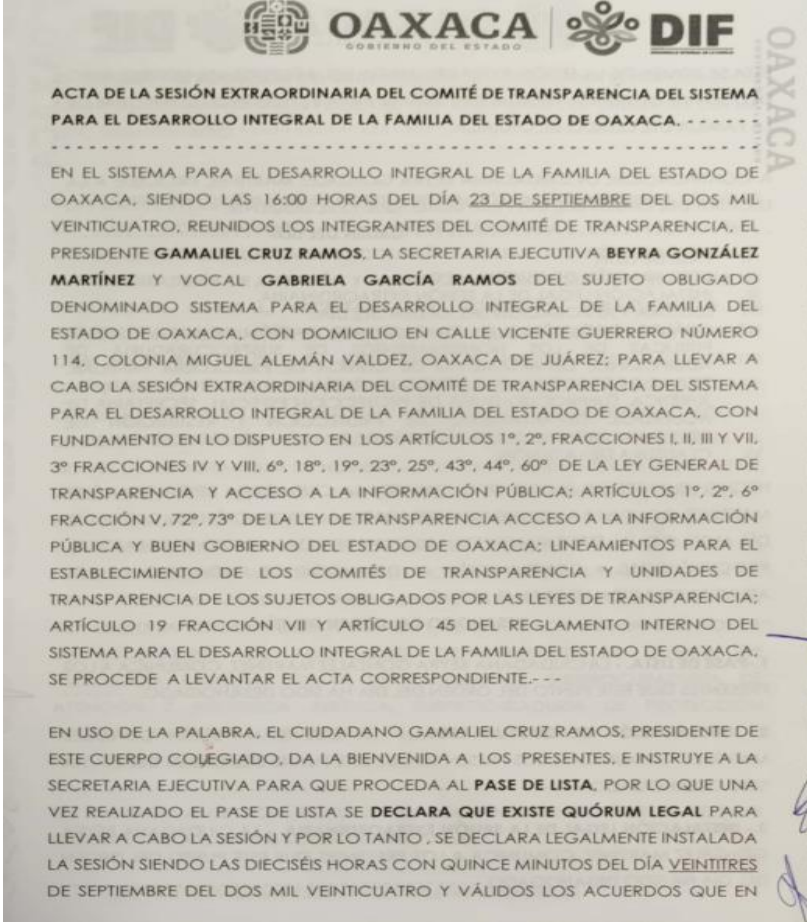 OAXACA
GOBIERNO DEL ESTADO
DIF
OAXACA
ACTA DE LA SESIÓN EXTRAORDINARIA DEL COMITÉ DE TRANSPARENCIA DEL SISTEMA
PARA EL DESARROLLO INTEGRAL DE LA FAMILIA DEL ESTADO DE OAXACA. - - - - - -
EN EL SISTEMA PARA EL DESARROLLO INTEGRAL DE LA FAMILIA DEL ESTADO DE
OAXACA, SIENDO LAS 16:00 HORAS DEL DÍA 23 DE SEPTIEMBRE DEL DOS MIL
VEINTICUATRO, REUNIDOS LOS INTEGRANTES DEL COMITÉ DE TRANSPARENCIA, EL
PRESIDENTE GAMALIEL CRUZ RAMOS, LA SECRETARIA EJECUTIVA BEYRA GONZÁLEZ
MARTÍNEZ Y VOCAL GABRIELA GARCÍA RAMOS DEL SUJETO OBLIGADO
DENOMINADO SISTEMA PARA EL DESARROLLO INTEGRAL DE LA FAMILIA DEL
ESTADO DE OAXACA, CON DOMICILIO EN CALLE VICENTE GUERRERO NÚMERO
114, COLONIA MIGUEL ALEMÁN VALDEZ, OAXACA DE JUÁREZ; PARA LLEVAR A
CABO LA SESIÓN EXTRAORDINARIA DEL COMITÉ DE TRANSPARENCIA DEL SISTEMA
PARA EL DESARROLLO INTEGRAL DE LA FAMILIA DEL ESTADO DE OAXACA, CON
FUNDAMENTO EN LO DISPUESTO EN LOS ARTÍCULOS 1º, 2º, FRACCIONES I, II, III Y VII,
3º FRACCIONES IV Y VIII, 6º, 18º, 19º, 23º, 25º, 43º, 44º, 60º DE LA LEY GENERAL DE
TRANSPARENCIA Y ACCESO A LA INFORMACIÓN PÚBLICA; ARTÍCULOS 1º, 2º, 6º
FRACCIÓN V, 72º, 73º DE LA LEY DE TRANSPARENCIA ACCESO A LA INFORMACIÓN
PÚBLICA Y BUEN GOBIERNO DEL ESTADO DE OAXACA; LINEAMIENTOS PARA EL
ESTABLECIMIENTO DE LOS COMITÉS DE TRANSPARENCIA Y UNIDADES DE
TRANSPARENCIA DE LOS SUJETOS OBLIGADOS POR LAS LEYES DE TRANSPARENCIA;
ARTÍCULO 19 FRACCIÓN VII Y ARTÍCULO 45 DEL REGLAMENTO INTERNO DEL
SISTEMA PARA EL DESARROLLO INTEGRAL DE LA FAMILIA DEL ESTADO DE OAXACA,
SE PROCEDE A LEVANTAR EL ACTA CORRESPONDIENTE.- - -
EN USO DE LA PALABRA, EL CIUDADANO GAMALIEL CRUZ RAMOS, PRESIDENTE DE
ESTE CUERPO COLEGIADO, DA LA BIENVENIDA A LOS PRESENTES, E INSTRUYE A LA
SECRETARIA EJECUTIVA PARA QUE PROCEDA AL PASE DE LISTA, POR LO QUE UNA
VEZ REALIZADO EL PASE DE LISTA SE DECLARA QUE EXISTE QUÓRUM LEGAL PARA
LLEVAR A CABO LA SESIÓN Y POR LO TANTO , SE DECLARA LEGALMENTE INSTALADA
LA SESIÓN SIENDO LAS DIECISÉIS HORAS CON QUINCE MINUTOS DEL DÍA VEINTITRES
DE SEPTIEMBRE DEL DOS MIL VEINTICUATRO Y VÁLIDOS LOS ACUERDOS QUE EN